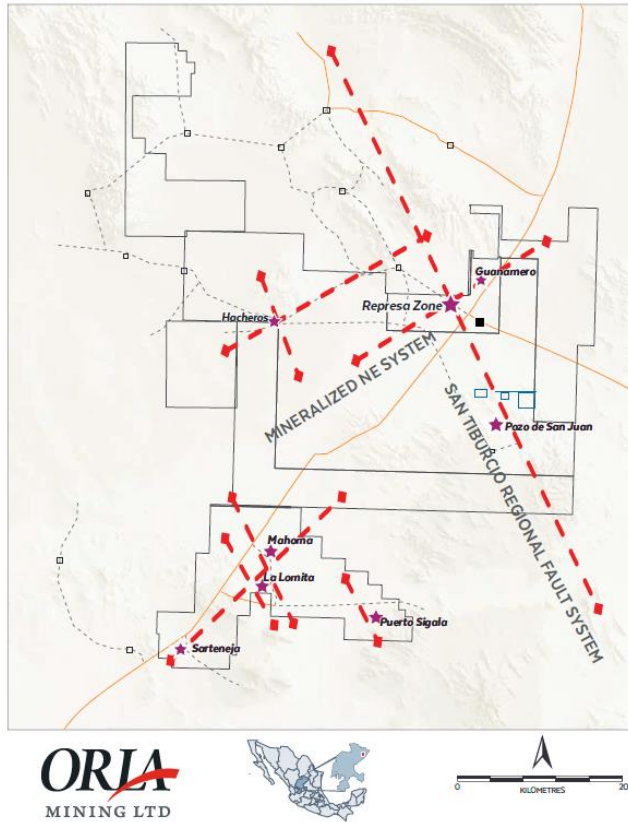 Guanamero
Represa Zone
Hacheros
MINERALIZED NE SYSTEM
SAN TIBURCIO REGIONAL FAULT SYSTEM
Pozo de San Juan
Mahoma
La Lomita
Puerto Sigala
Sarteneja
ORLA
MINING LTD
0
20
KILOMETRES